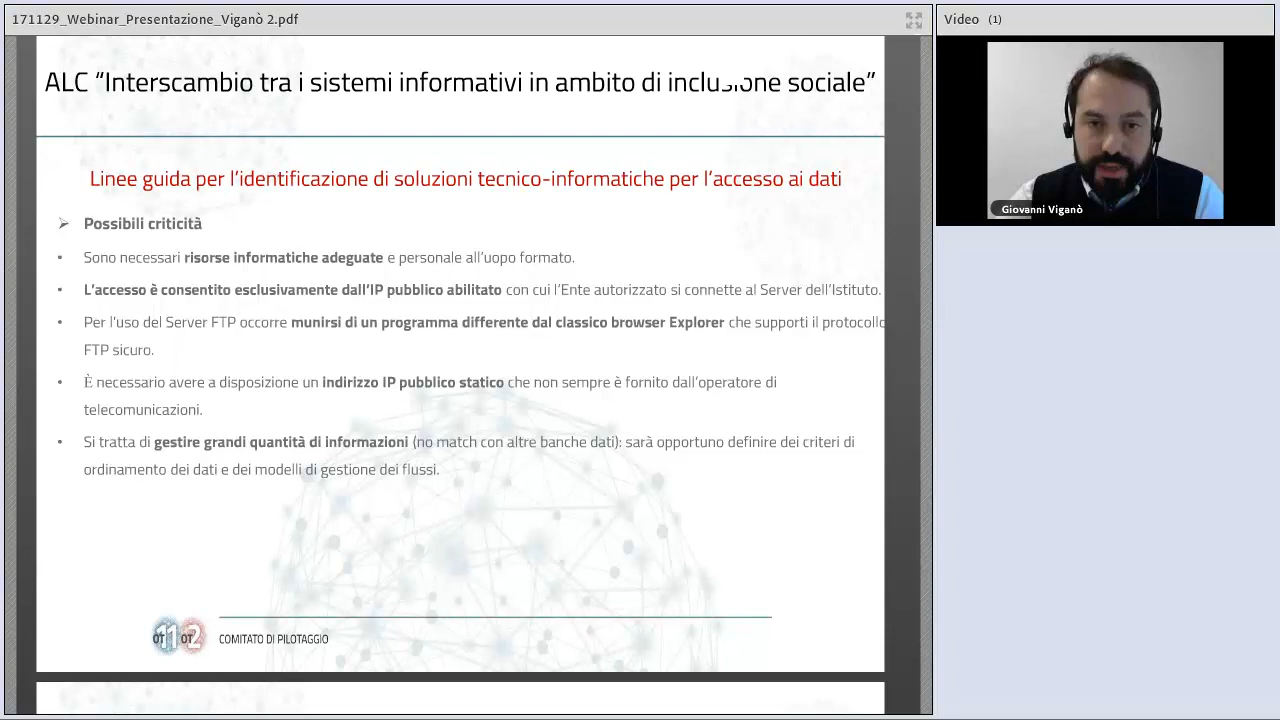 171129_Webinar_Presentazione_Viganò 2.pdf
Video (1)
ALC “Interscambio tra i sistemi informativi in ambito di inclusione sociale”
Giovanni Viganò
Linee guida per l’identificazione di soluzioni tecnico-informatiche per l’accesso ai dati
➢ Possibili criticità
• Sono necessari risorse informatiche adeguate e personale all’uopo formato.
• L’accesso è consentito esclusivamente dall’IP pubblico abilitato con cui l’Ente autorizzato si connette al Server dell’Istituto.
• Per l'uso del Server FTP occorre munirsi di un programma differente dal classico browser Explorer che supporti il protocollo
FTP sicuro.
• È necessario avere a disposizione un indirizzo IP pubblico statico che non sempre è fornito dall’operatore di
telecomunicazioni.
• Si tratta di gestire grandi quantità di informazioni (no match con altre banche dati): sarà opportuno definire dei criteri di
ordinamento dei dati e dei modelli di gestione dei flussi.
OT11 OT2
COMITATO DI PILOTAGGIO